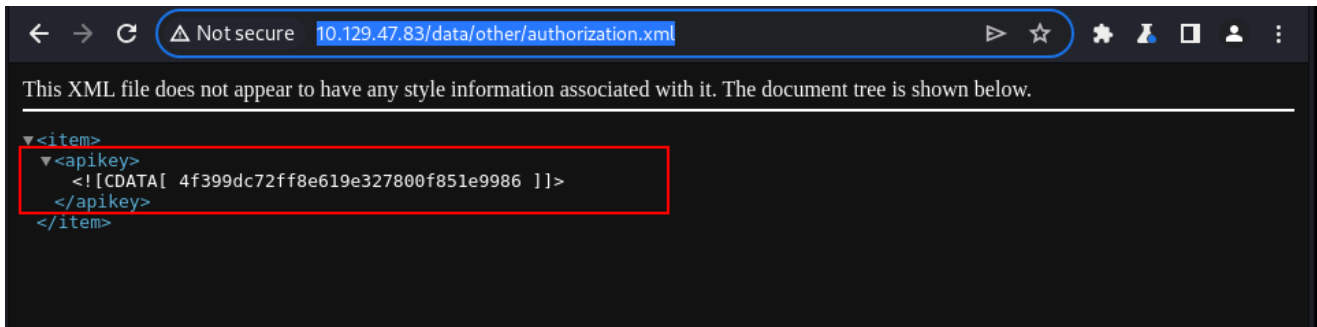 Not secure 10.129.47.83/data/other/authorization.xml
This XML file does not appear to have any style information associated with it. The document tree is shown below.
▼<item>
▼<apikey>
<![CDATA[ 4f399dc72ff8e619e327800f851e9986 ]]>
</apikey>
</item>